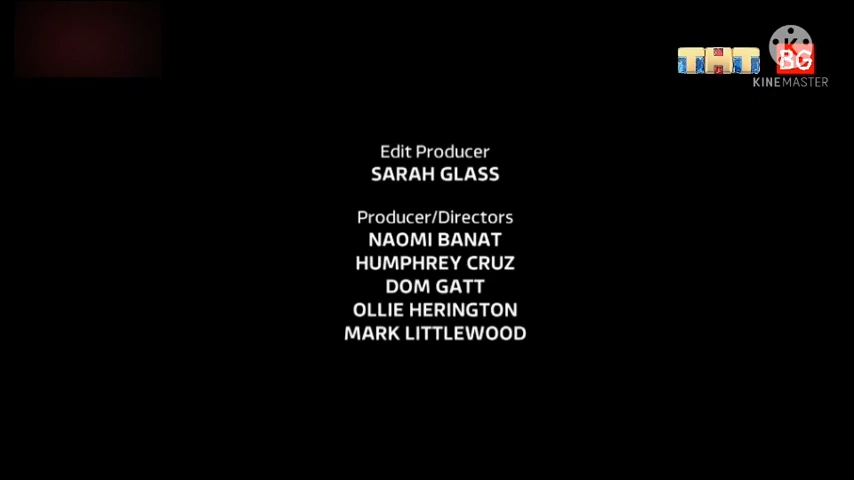 ТНТ
BG
KINEMASTER
Edit Producer
SARAH GLASS
Producer/Directors
NAOMI BANAT
HUMPHREY CRUZ
DOM GATT
OLLIE HERINGTON
MARK LITTLEWOOD